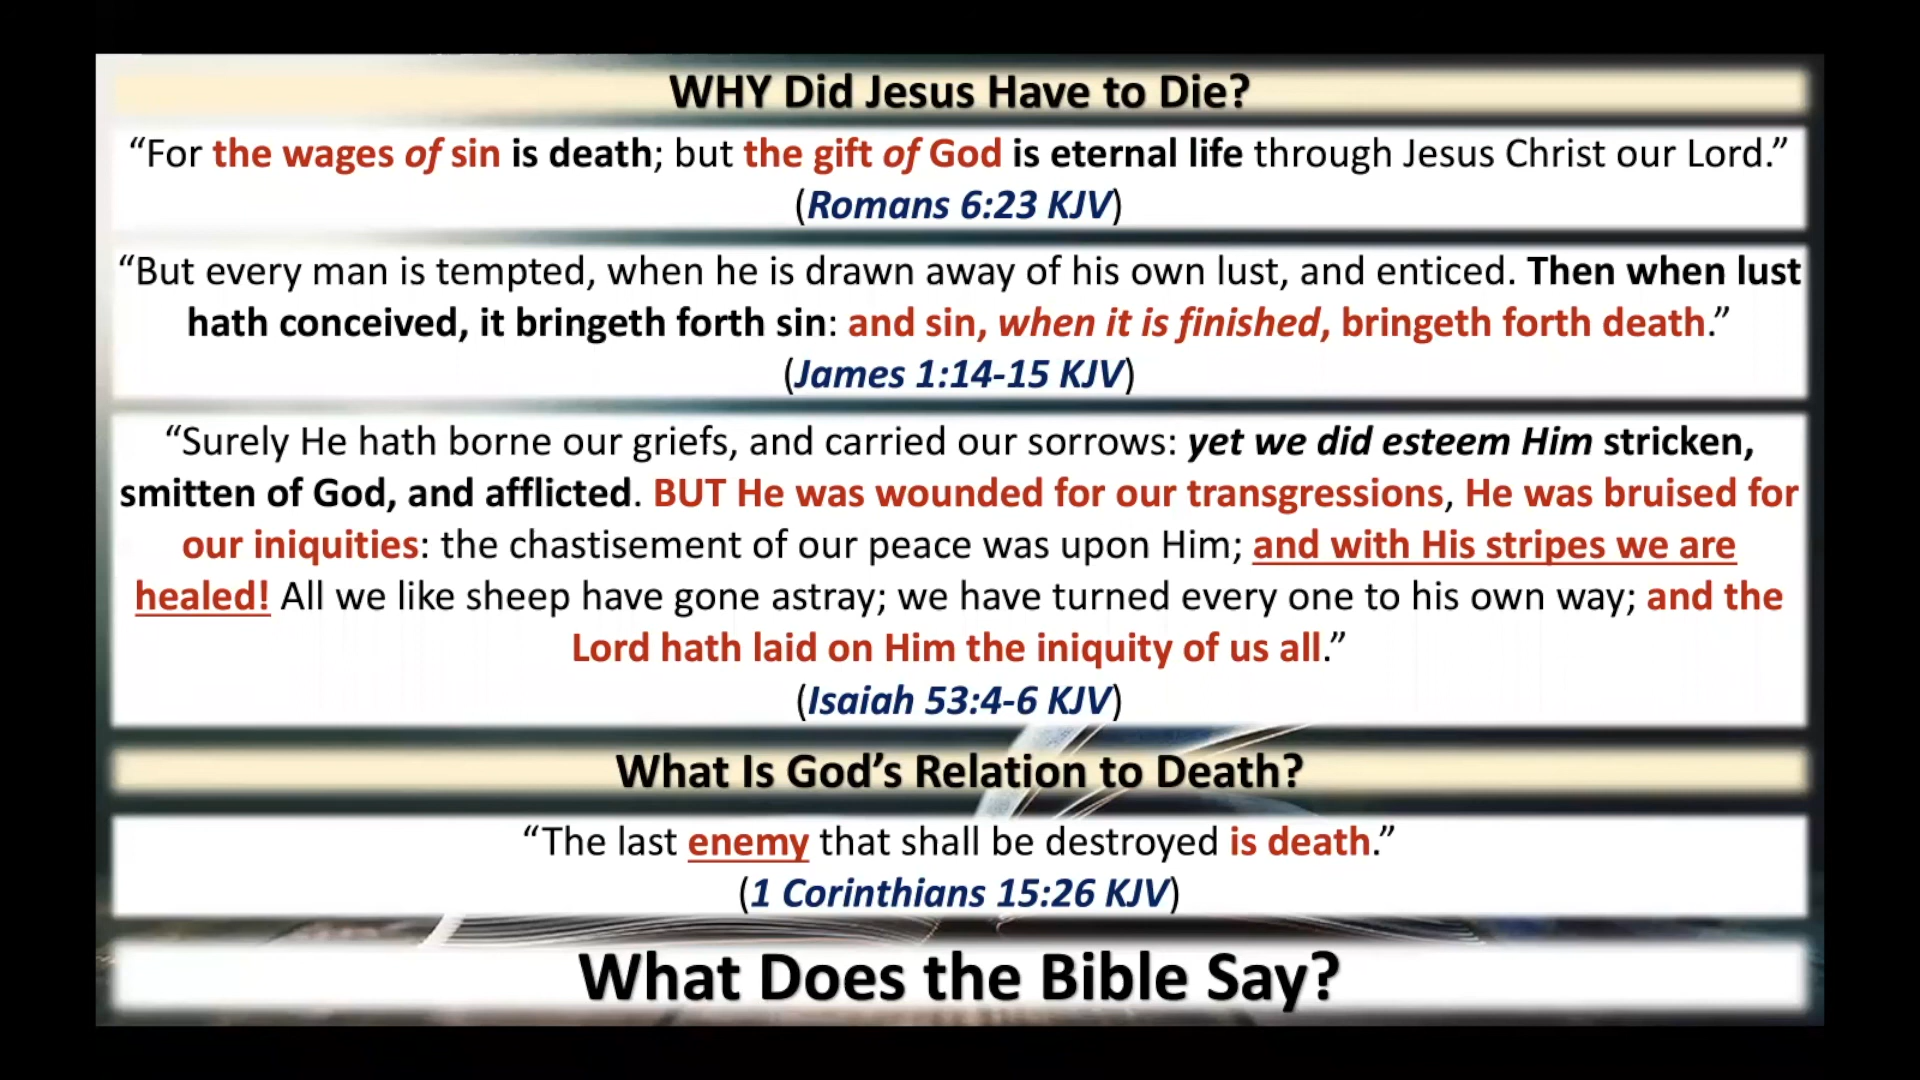 WHY Did Jesus Have to Die?
“For the wages of sin is death; but the gift of God is eternal life through Jesus Christ our Lord.”
(Romans 6:23 KJV)
“But every man is tempted, when he is drawn away of his own lust, and enticed. Then when lust
hath conceived, it bringeth forth sin: and sin, when it is finished, bringeth forth death.”
(James 1:14-15 KJV)
“Surely He hath borne our griefs, and carried our sorrows: yet we did esteem Him stricken,
smitten of God, and afflicted. BUT He was wounded for our transgressions, He was bruised for
our iniquities: the chastisement of our peace was upon Him; and with His stripes we are
healed! All we like sheep have gone astray; we have turned every one to his own way; and the
Lord hath laid on Him the iniquity of us all.”
(Isaiah 53:4-6 KJV)
What Is God’s Relation to Death?
“The last enemy that shall be destroyed is death.”
(1 Corinthians 15:26 KJV)
What Does the Bible Say?